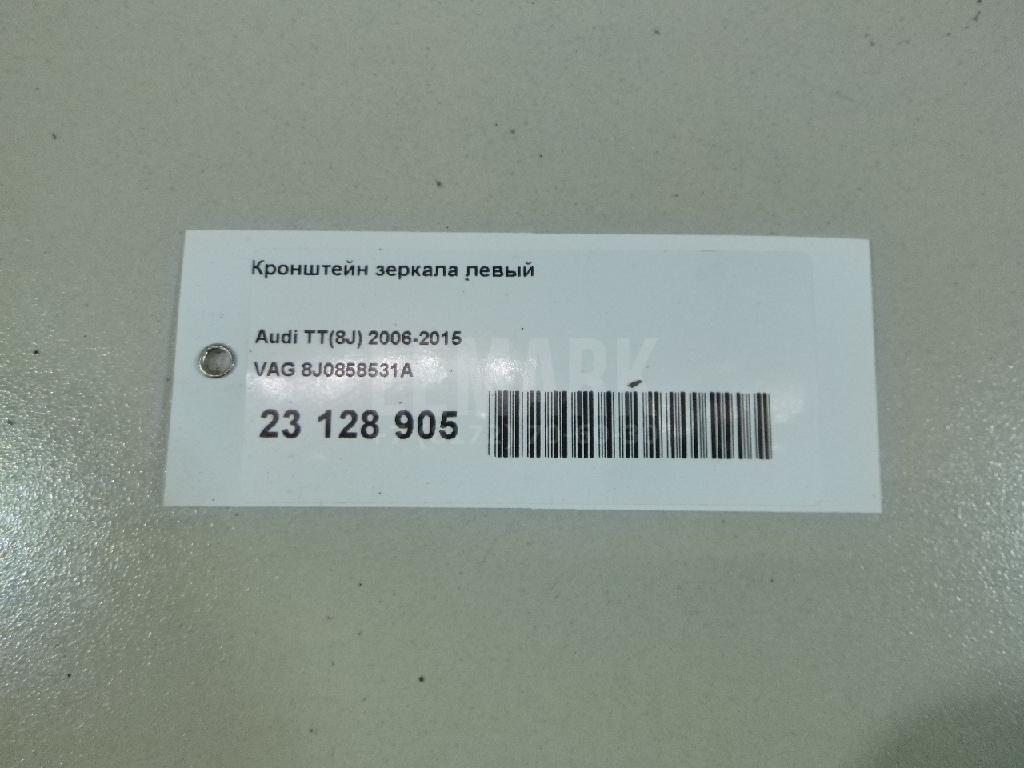 Кронштейн зеркала левый
Audi TT(8J) 2006-2015
VAG 8J0858531A
23 128 905